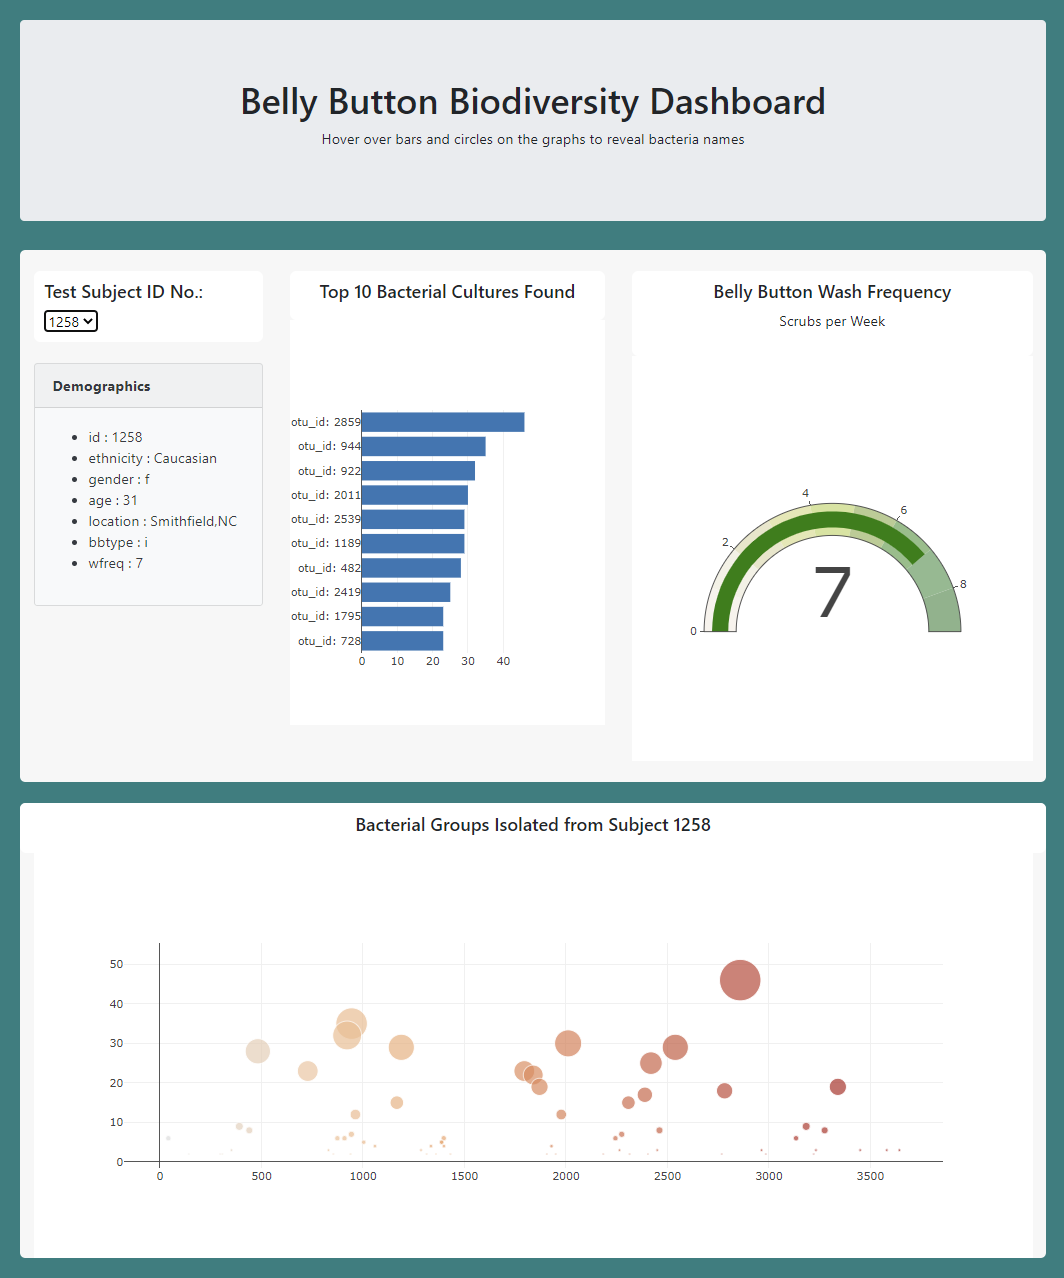 Belly Button Biodiversity Dashboard
Hover over bars and circles on the graphs to reveal bacteria names
Test Subject ID No.:
1258
Demographics
id : 1258
ethnicity : Caucasian
gender : f
age : 31
location : Smithfield,NC
bbtype : i
wfreq : 7
Top 10 Bacterial Cultures Found
otu_id: 2859
otu_id: 944
otu_id: 922
otu_id: 2011
otu_id: 2539
otu_id: 1189
otu_id: 482
otu_id: 2419
otu_id: 1795
otu_id: 728
0 10 20 30 40
Belly Button Wash Frequency
Scrubs per Week
0
2
4
6
8
7
Bacterial Groups Isolated from Subject 1258
50
40
30
20
10
0
0 500 1000 1500 2000 2500 3000 3500